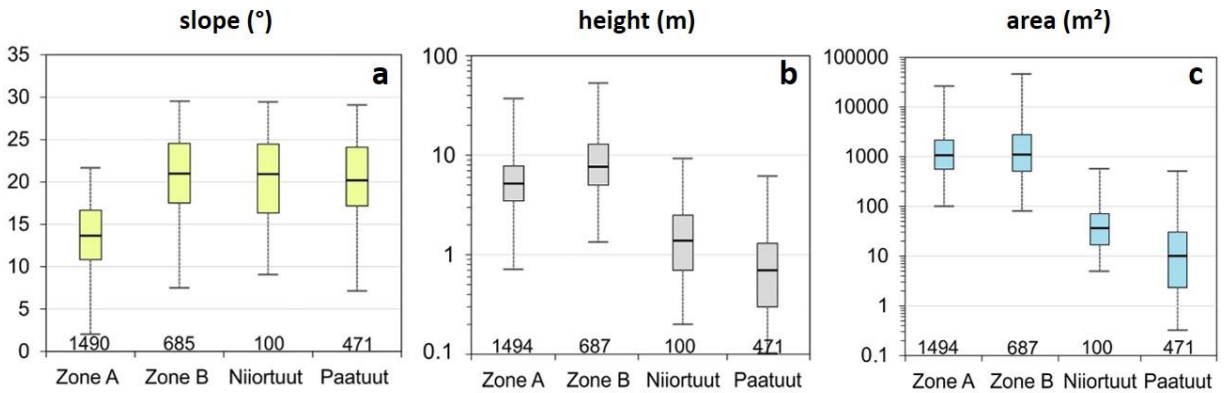 slope (°)
a
35
30
25
20
15
10
5
0
1490
685
100
471
Zone A
Zone B
Niiortuut
Paatuut
height (m)
b
100
10
1
0.1
1494
687
100
471
Zone A
Zone B
Niiortuut
Paatuut
area (m²)
c
100000
10000
1000
100
10
1
0.1
1494
687
100
471
Zone A
Zone B
Niiortuut
Paatuut